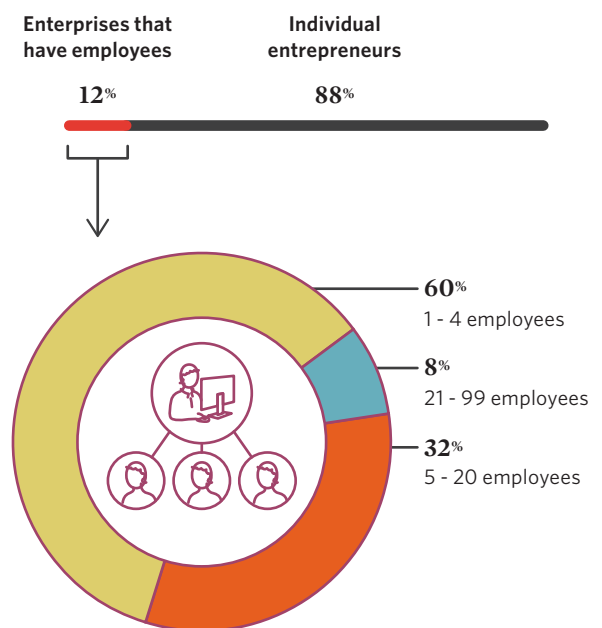 Enterprises that
have employees
Individual
entrepreneurs
12%
88%
60%
1 - 4 employees
8%
21 - 99 employees
32%
5 - 20 employees